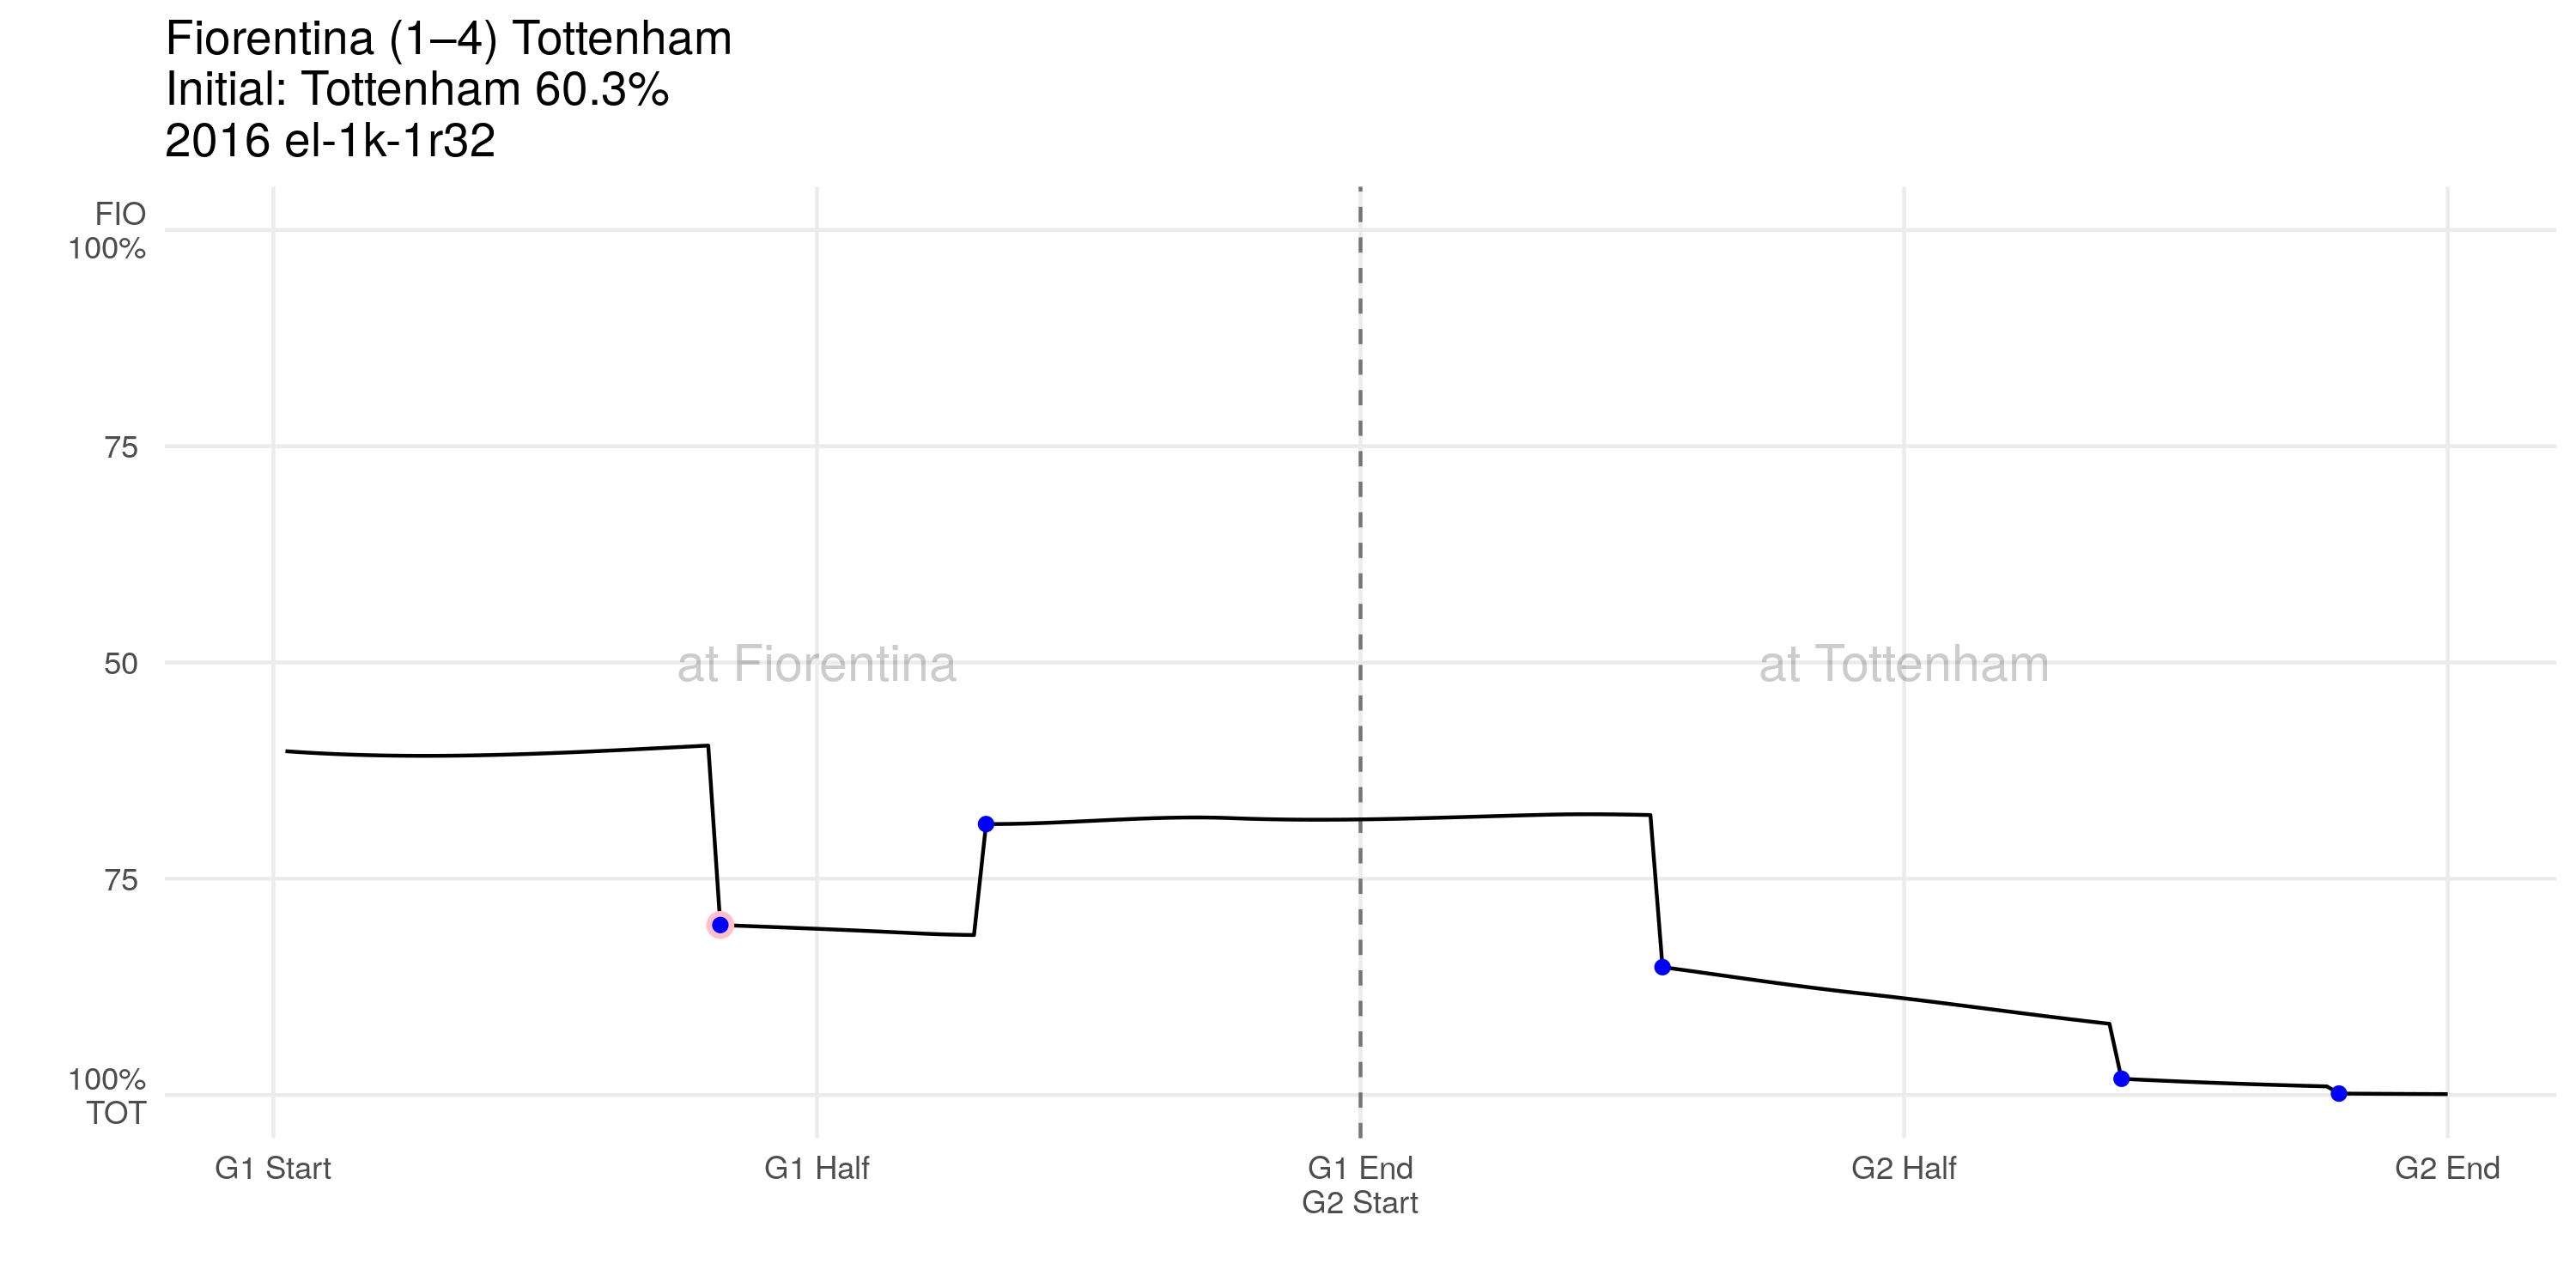 Fiorentina (1–4) Tottenham
Initial: Tottenham 60.3%
2016 el-1k-1r32
FIO
100%
75
50
75
100%
TOT
at Fiorentina
at Tottenham
G1 Start
G1 Half
G1 End
G2 Start
G2 Half
G2 End